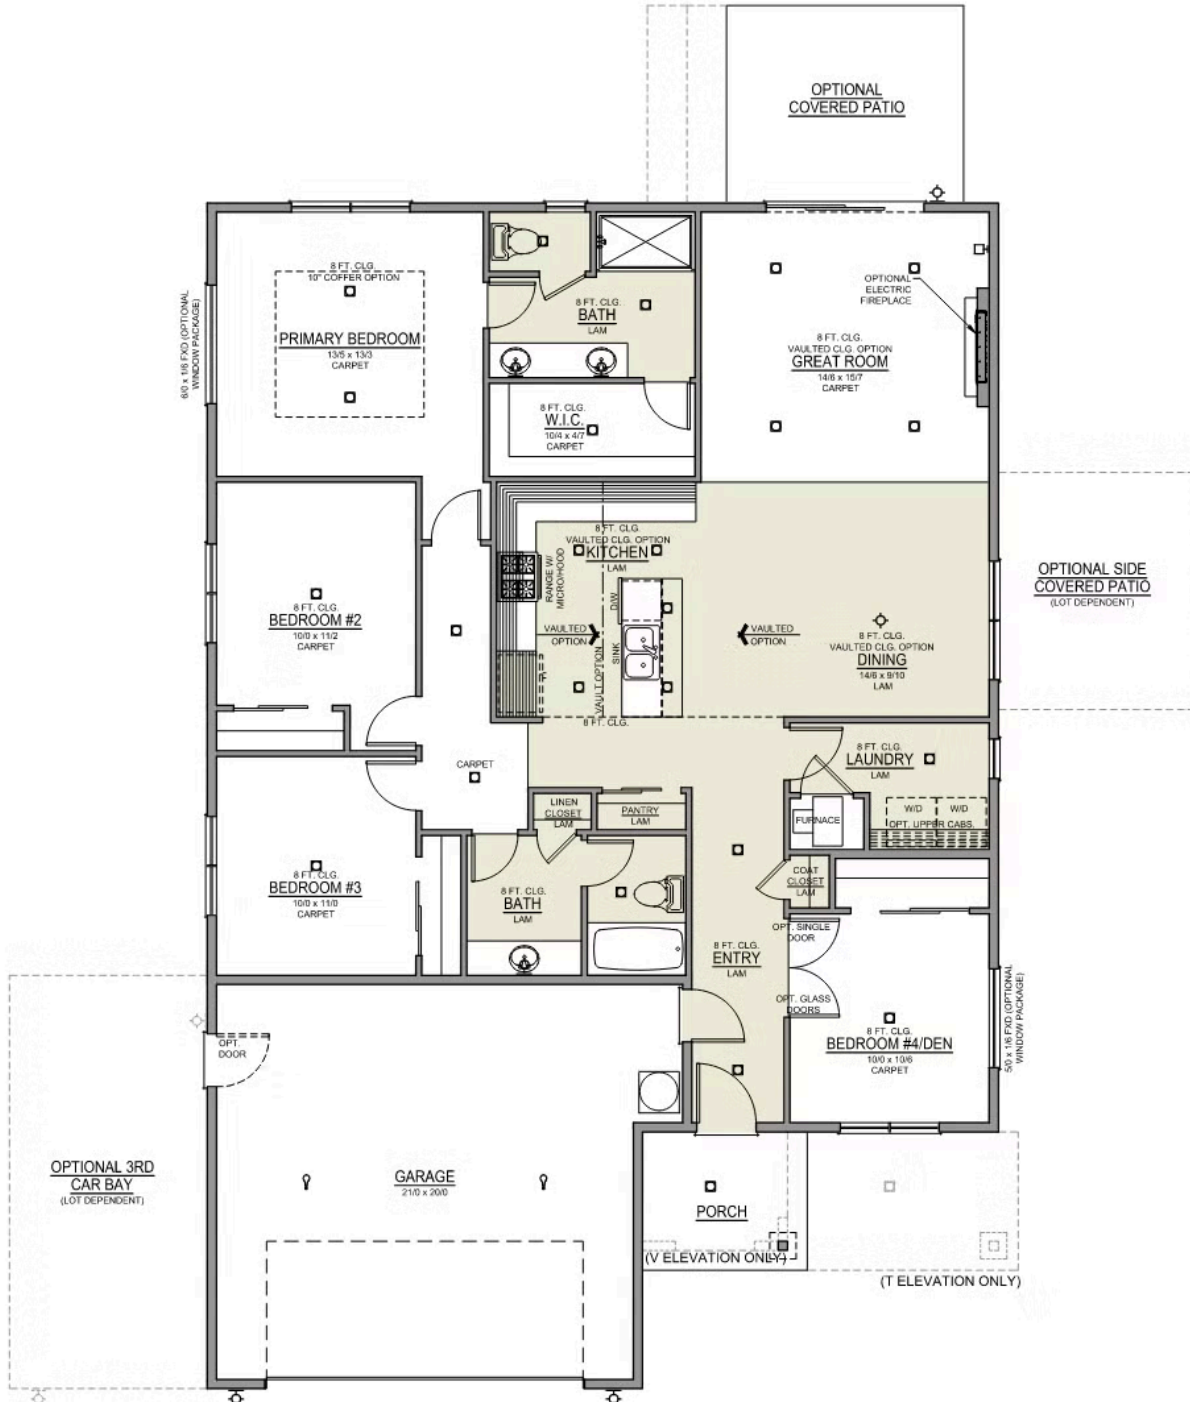 OPTIONAL
COVERED PATIO
8 FT. CLG.
10" COFFER OPTION
PRIMARY BEDROOM
13/5 x 13/3
CARPET
6/0 x 1/6 FXD (OPTIONAL
WINDOW PACKAGE)
8 FT. CLG.
BATH
LAM
8 FT. CLG.
W.I.C.
10/4 x 4/7
CARPET
OPTIONAL
ELECTRIC
FIREPLACE
8 FT. CLG.
VAULTED CLG. OPTION
GREAT ROOM
14/6 x 15/7
CARPET
8 FT. CLG.
VAULTED CLG. OPTION
KITCHEN
LAM
RANGE W/
MICRO/HOOD
D/W
SINK
VAULTED
OPTION
VAULT OPTION
VAULTED
OPTION
8 FT. CLG.
8 FT. CLG.
VAULTED CLG. OPTION
DINING
14/6 x 9/10
LAM
OPTIONAL SIDE
COVERED PATIO
(LOT DEPENDENT)
8 FT. CLG.
BEDROOM #2
10/0 x 11/2
CARPET
CARPET
8 FT. CLG.
LAUNDRY
LAM
W/D
W/D
OPT. UPPER CABS.
FURNACE
LINEN
CLOSET
LAM
PANTRY
LAM
8 FT. CLG.
BEDROOM #3
10/0 x 11/0
CARPET
8 FT. CLG.
BATH
LAM
COAT
CLOSET
LAM
8 FT. CLG.
ENTRY
LAM
OPT. SINGLE
DOOR
OPT. GLASS
DOORS
8 FT. CLG.
BEDROOM #4/DEN
10/0 x 10/6
CARPET
5/0 x 1/6 FXD (OPTIONAL
WINDOW PACKAGE)
OPT.
DOOR
OPTIONAL 3RD
CAR BAY
(LOT DEPENDENT)
GARAGE
21/0 x 20/0
PORCH
(V ELEVATION ONLY)
(T ELEVATION ONLY)